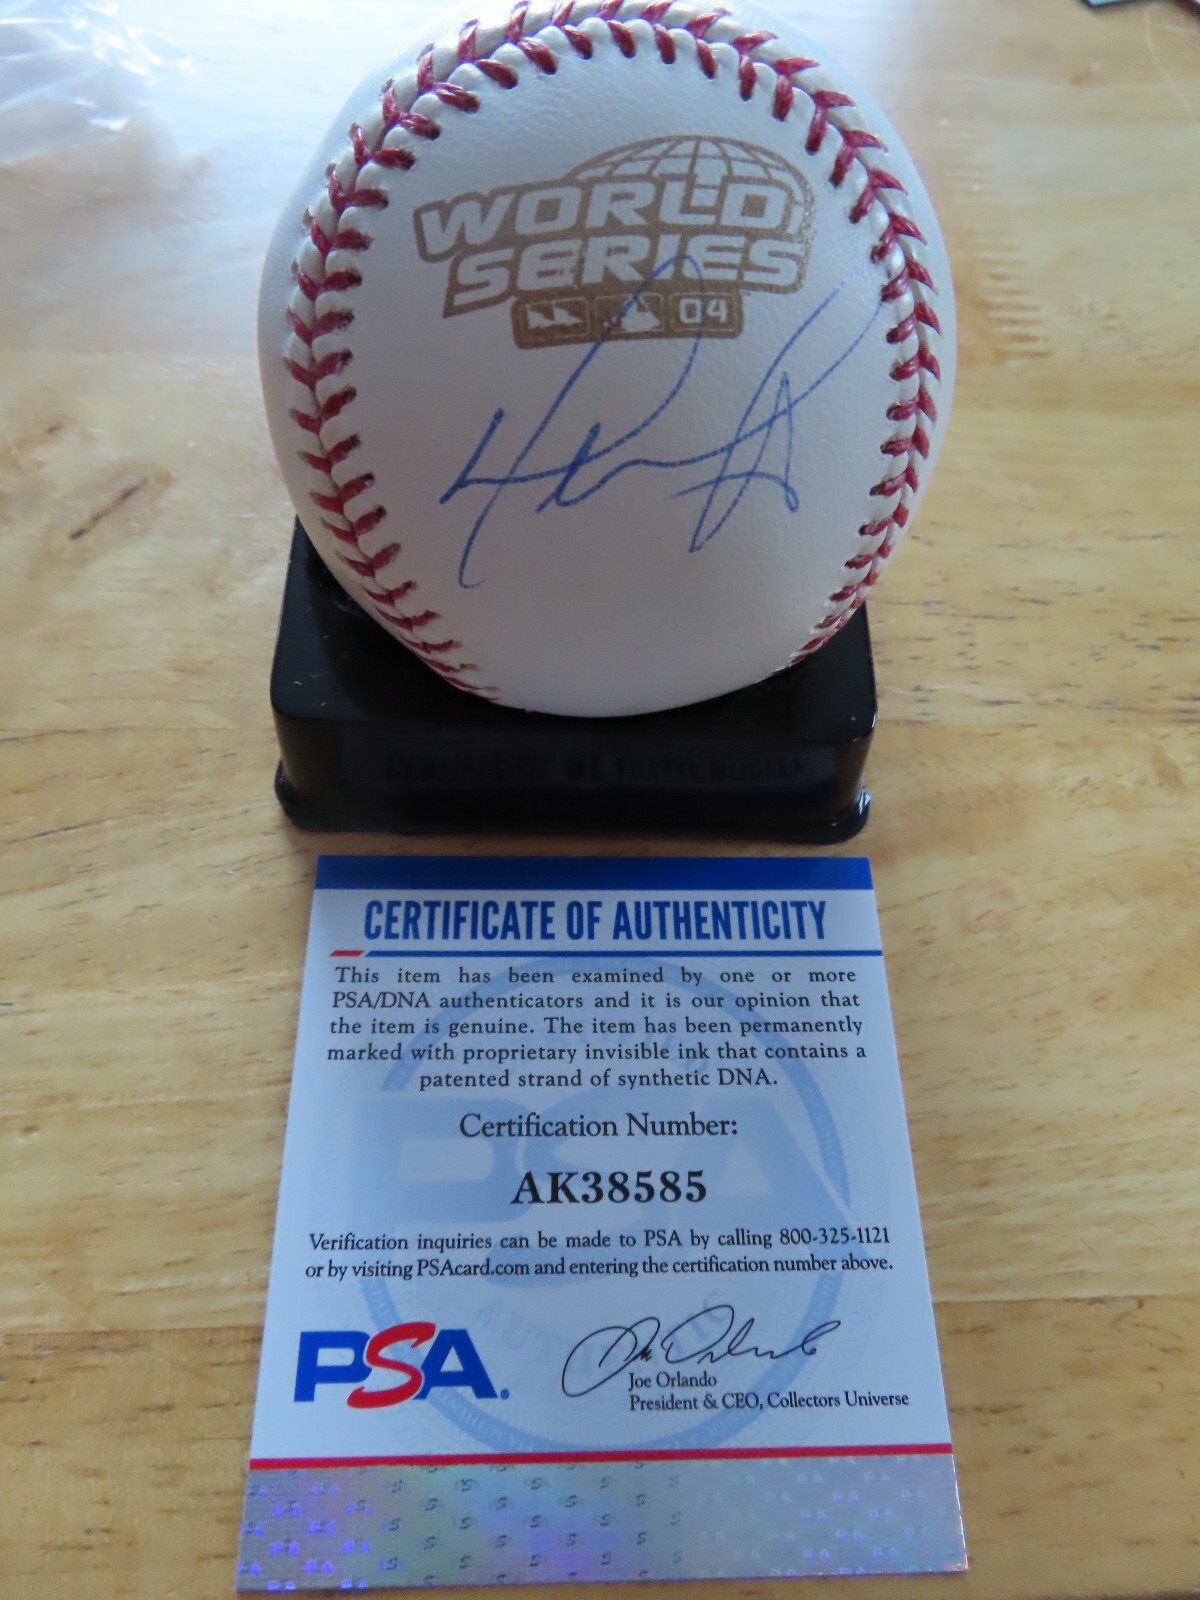 WORLD
SERIES
04
CERTIFICATE OF AUTHENTICITY
This item has been examined by one or more
PSA/DNA authenticators and it is our opinion that
the item is genuine. The item has been permanently
marked with proprietary invisible ink that contains a
patented strand of synthetic DNA.
Certification Number:
AK38585
Verification inquiries can be made to PSA by calling 800-325-1121
or by visiting PSAcard.com and entering the certification number above.
PSA®
Joe Orlando
President & CEO, Collectors Universe